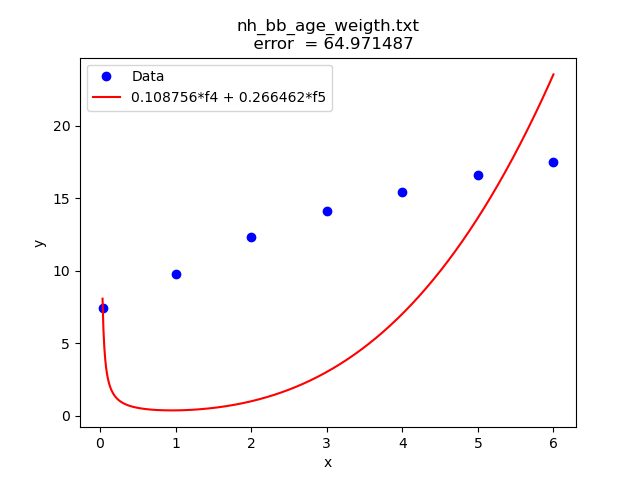 nh_bb_age_weigth.txt
error = 64.971487
Data
0.108756*f4 + 0.266462*f5
y
20
15
10
5
0
0 1 2 3 4 5 6
x